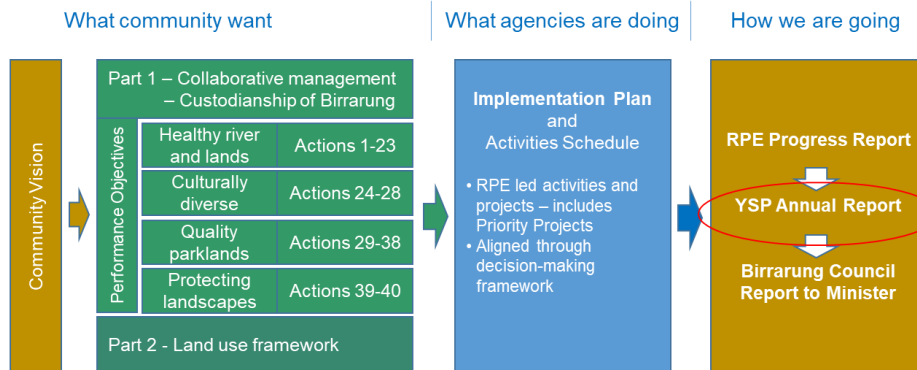 What community want
What agencies are doing
How we are going
Community Vision
Part 1 – Collaborative management
– Custodianship of Birrarung
Performance Objectives
Healthy river
and lands
Actions 1-23
Culturally
diverse
Actions 24-28
Quality
parklands
Actions 29-38
Protecting
landscapes
Actions 39-40
Part 2 - Land use framework
Implementation Plan
and
Activities Schedule
• RPE led activities and
projects – includes
Priority Projects
• Aligned through
decision-making
framework
RPE Progress Report
YSP Annual Report
Birrarung Council
Report to Minister